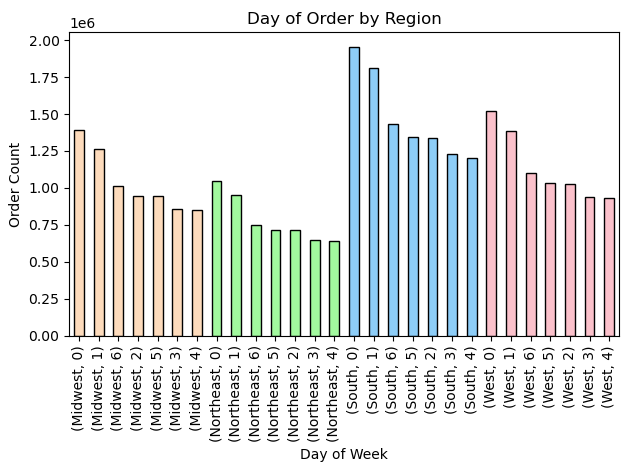 Day of Order by Region
1e6
2.00
1.75
1.50
1.25
1.00
0.75
0.50
0.25
0.00
Order Count
(Midwest, 0)
(Midwest, 1)
(Midwest, 6)
(Midwest, 2)
(Midwest, 5)
(Midwest, 3)
(Midwest, 4)
(Northeast, 0)
(Northeast, 1)
(Northeast, 6)
(Northeast, 5)
(Northeast, 2)
(Northeast, 3)
(Northeast, 4)
(South, 0)
(South, 1)
(South, 6)
(South, 5)
(South, 2)
(South, 3)
(South, 4)
(West, 0)
(West, 1)
(West, 6)
(West, 5)
(West, 2)
(West, 3)
(West, 4)
Day of Week